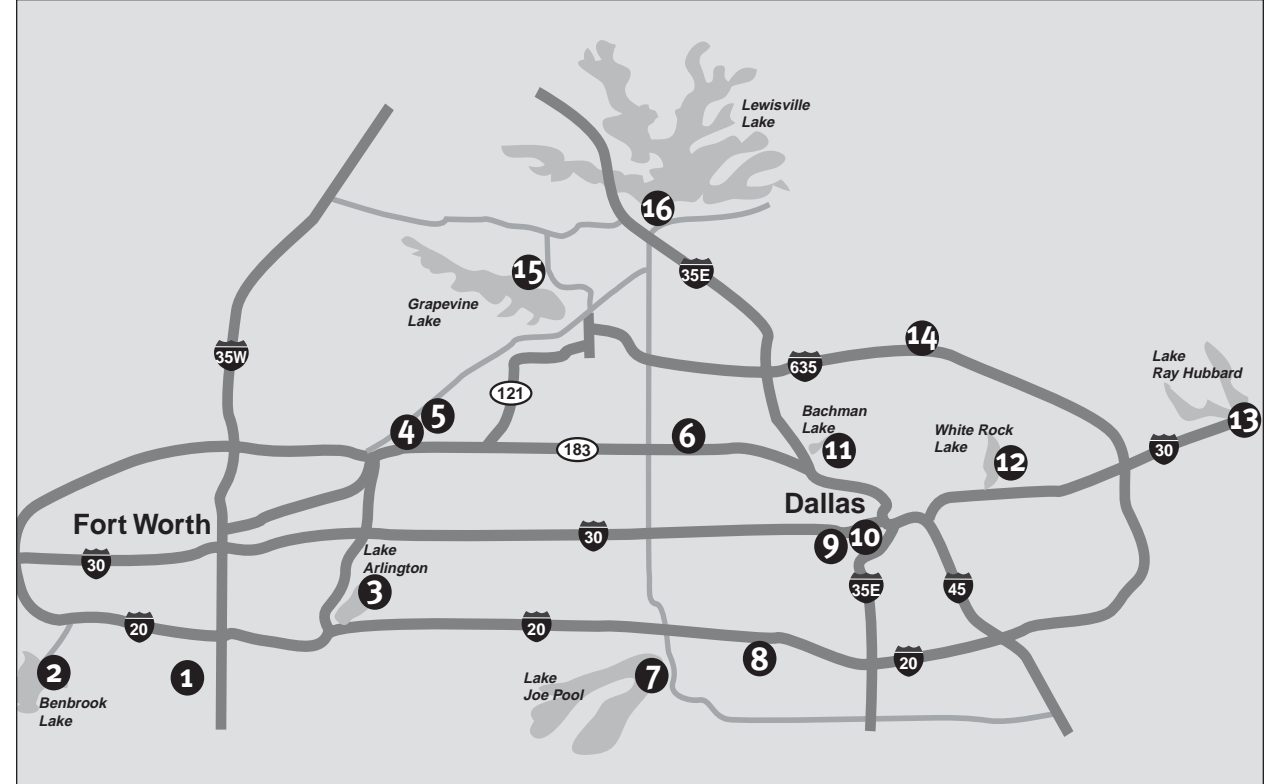 Lewisville
Lake
16
15
35E
Grapevine
Lake
35W
14
635
Lake
Ray Hubbard
121
5
4
6
183
Bachman
Lake
11
White Rock
Lake
12
13
30
Dallas
Fort Worth
30
30
9
10
Lake
Arlington
3
35E
45
20
20
20
8
2
1
Benbrook
Lake
Lake
Joe Pool
7